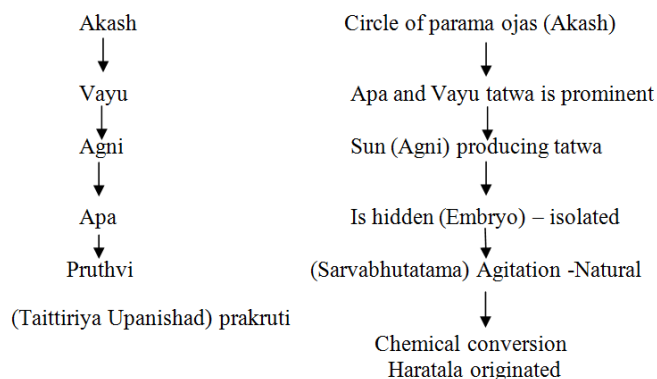 Akash
Vayu
Agni
Apa
Pruthvi
(Taittiriya Upanishad) prakruti
Circle of parama ojas (Akash)
Apa and Vayu tatwa is prominent
Sun (Agni) producing tatwa
Is hidden (Embryo) – isolated
(Sarvabhutatama) Agitation -Natural
Chemical conversion
Haratala originated